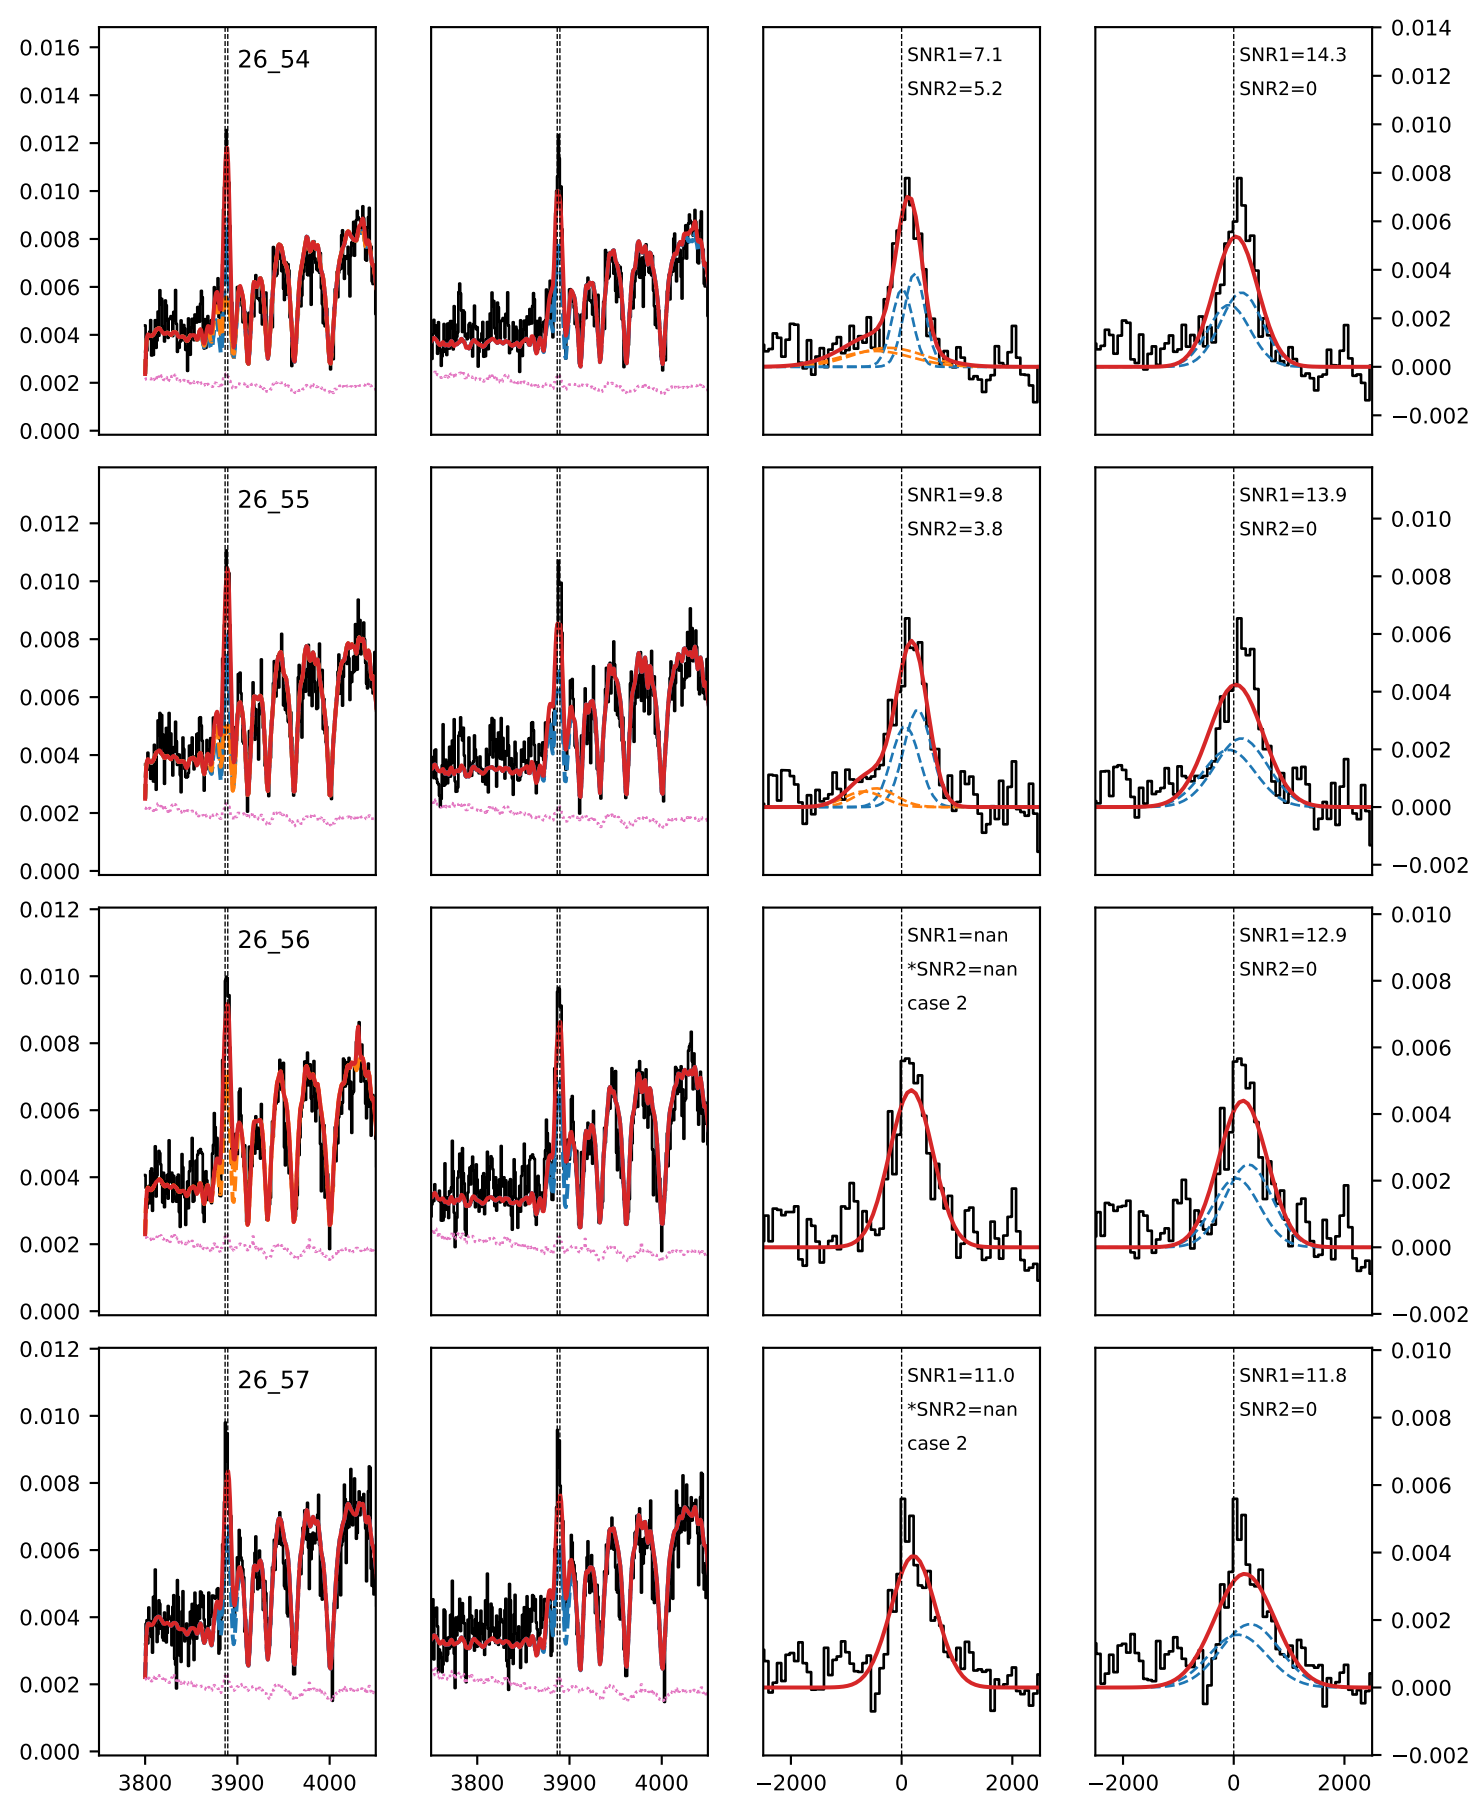 0.016
0.014
0.012
0.010
0.008
0.006
0.004
0.002
0.000
26_54
SNR1=7.1
SNR2=5.2
SNR1=14.3
SNR2=0
0.014
0.012
0.010
0.008
0.006
0.004
0.002
0.000
−0.002
0.012
0.010
0.008
0.006
0.004
0.002
0.000
26_55
SNR1=9.8
SNR2=3.8
SNR1=13.9
SNR2=0
0.010
0.008
0.006
0.004
0.002
0.000
−0.002
0.012
0.010
0.008
0.006
0.004
0.002
0.000
26_56
SNR1=nan
*SNR2=nan
case 2
SNR1=12.9
SNR2=0
0.010
0.008
0.006
0.004
0.002
0.000
−0.002
0.012
0.010
0.008
0.006
0.004
0.002
0.000
26_57
SNR1=11.0
*SNR2=nan
case 2
SNR1=11.8
SNR2=0
0.010
0.008
0.006
0.004
0.002
0.000
−0.002
3800 3900 4000
3800 3900 4000
−2000 0 2000
−2000 0 2000